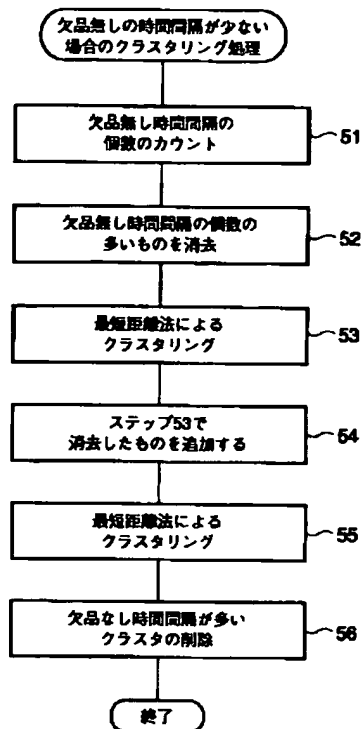 欠品無しの時間間隔が少ない
場合のクラスタリング処理
欠品無し時間間隔の
個数のカウント
51
欠品無し時間間隔の個数の
多いものを消去
52
最短距離法による
クラスタリング
53
ステップ53で
消去したものを追加する
54
最短距離法による
クラスタリング
55
欠品なし時間間隔が多い
クラスタの削除
56
終了